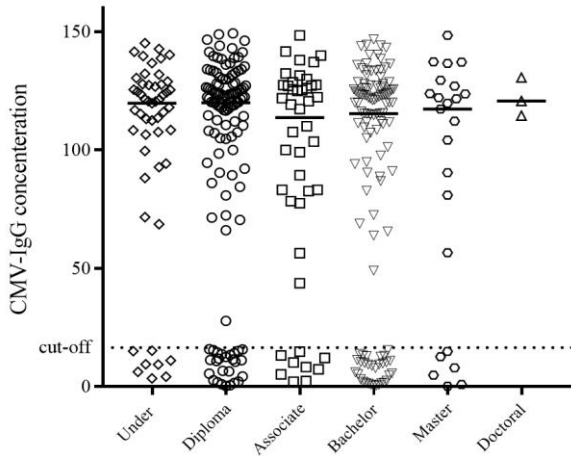 CMV-IgG concenteration
150
100
50
cut-off
0
Under
Diploma
Associate
Bachelor
Master
Doctoral